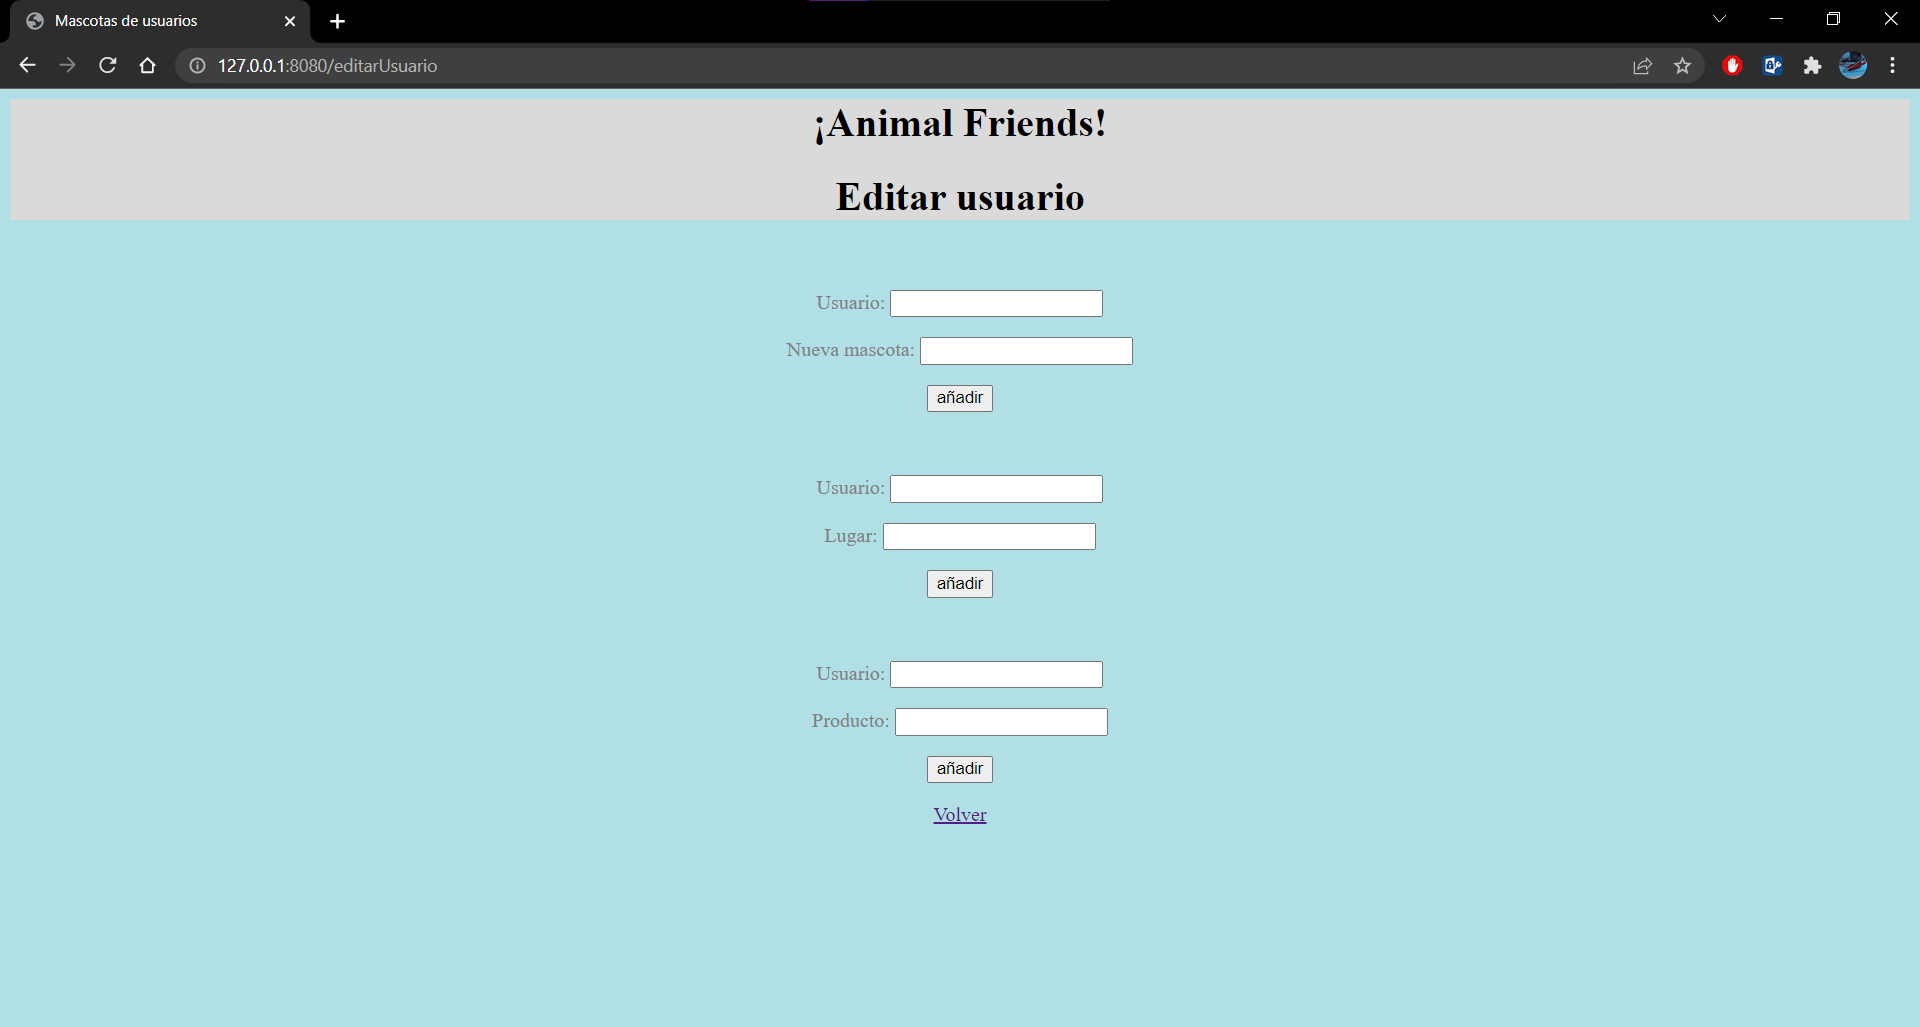 Mascotas de usuarios
127.0.0.1:8080/editarUsuario
¡Animal Friends!
Editar usuario
Usuario:
Nueva mascota:
añadir
Usuario:
Lugar:
añadir
Usuario:
Producto:
añadir
Volver